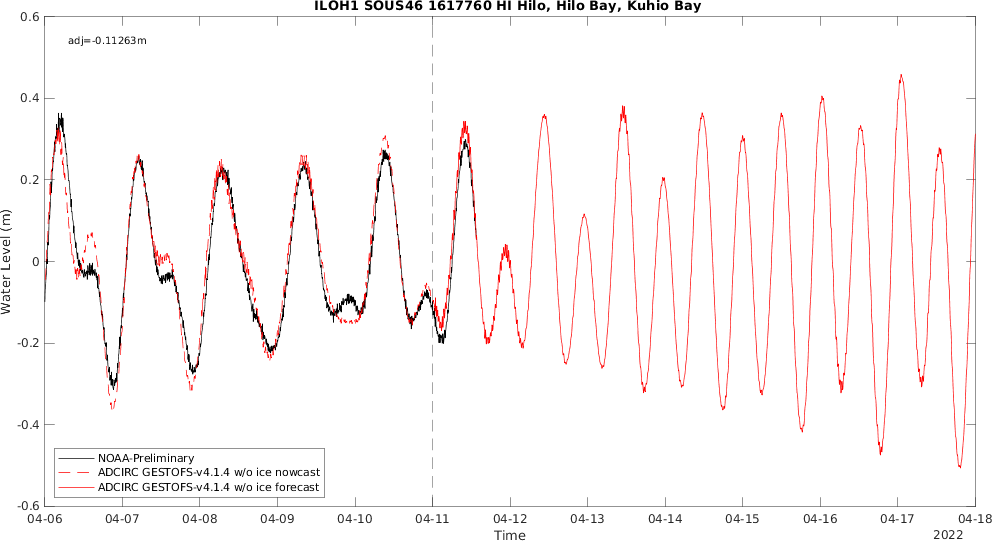 ILOH1 SOUS46 1617760 HI Hilo, Hilo Bay, Kuhio Bay
adj=-0.11263m
0.6
0.4
0.2
0
-0.2
-0.4
-0.6
Water Level (m)
NOAA-Preliminary
ADCIRC GESTOFS-v4.1.4 w/o ice nowcast
ADCIRC GESTOFS-v4.1.4 w/o ice forecast
04-06 04-07 04-08 04-09 04-10 04-11 04-12 04-13 04-14 04-15 04-16 04-17 04-18
Time
2022